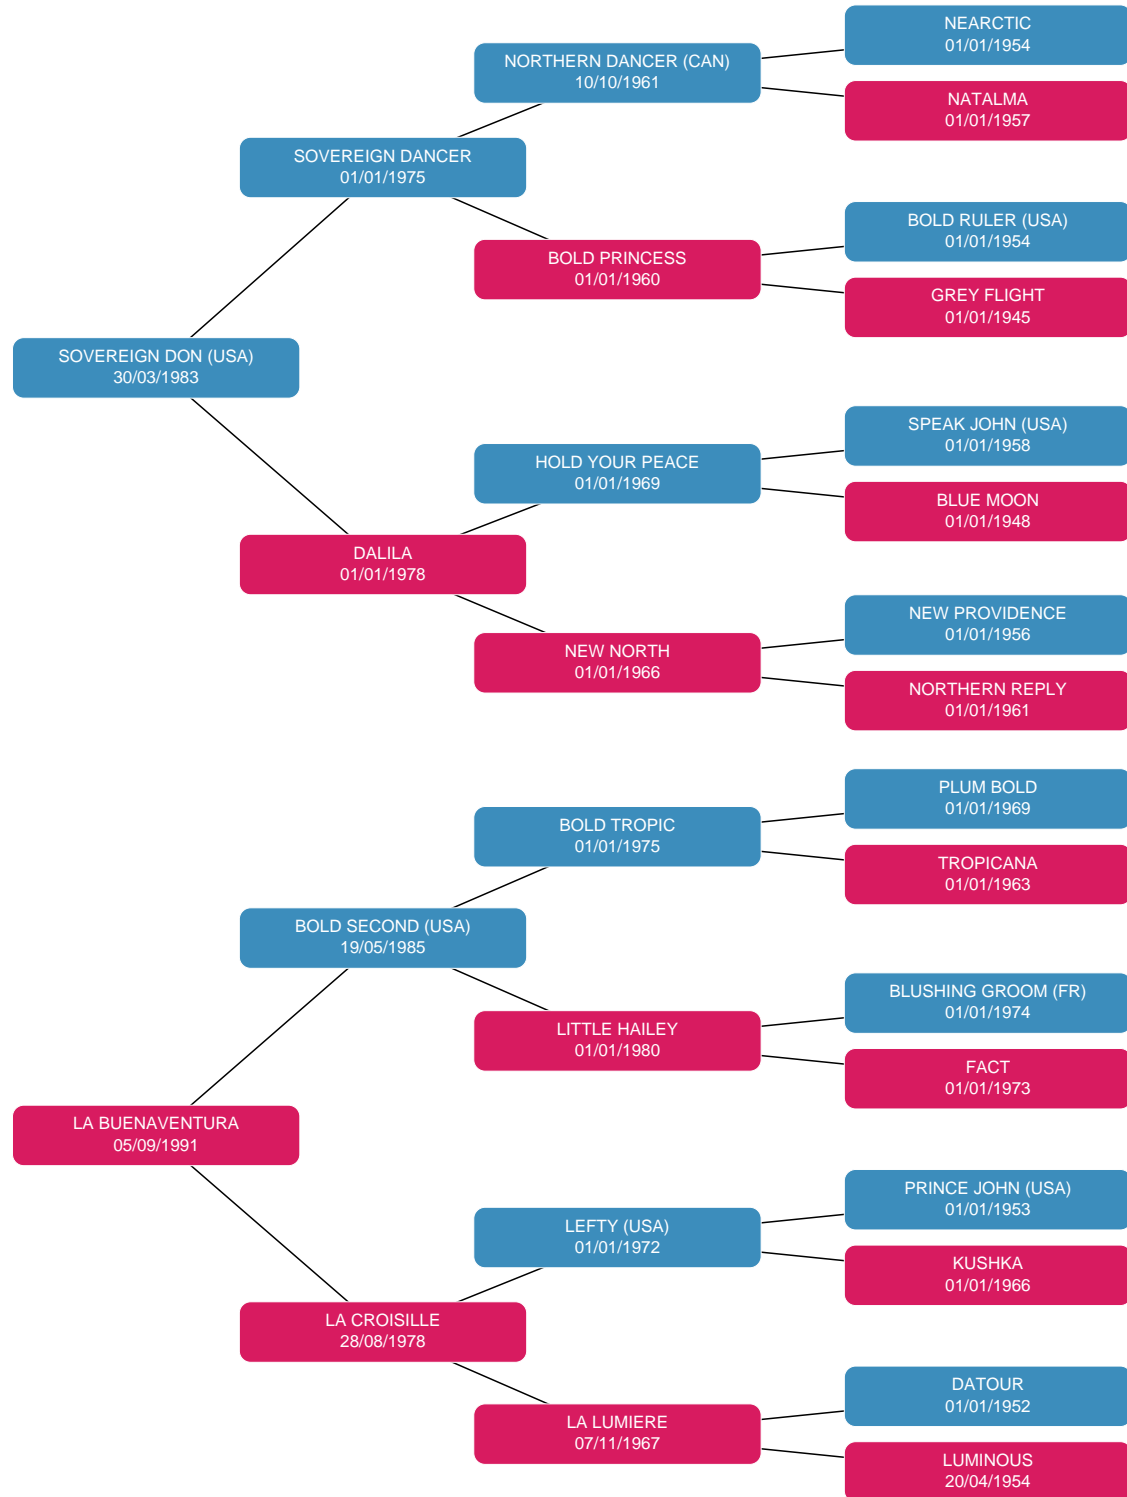 NEARCTIC
01/01/1954
NORTHERN DANCER (CAN)
10/10/1961
NATALMA
01/01/1957
SOVEREIGN DANCER
01/01/1975
BOLD RULER (USA)
01/01/1954
BOLD PRINCESS
01/01/1960
GREY FLIGHT
01/01/1945
SOVEREIGN DON (USA)
30/03/1983
SPEAK JOHN (USA)
01/01/1958
HOLD YOUR PEACE
01/01/1969
BLUE MOON
01/01/1948
DALILA
01/01/1978
NEW PROVIDENCE
01/01/1956
NEW NORTH
01/01/1966
NORTHERN REPLY
01/01/1961
PLUM BOLD
01/01/1969
BOLD TROPIC
01/01/1975
TROPICANA
01/01/1963
BOLD SECOND (USA)
19/05/1985
BLUSHING GROOM (FR)
01/01/1974
LITTLE HAILEY
01/01/1980
FACT
01/01/1973
LA BUENAVENTURA
05/09/1991
PRINCE JOHN (USA)
01/01/1953
LEFTY (USA)
01/01/1972
KUSHKA
01/01/1966
LA CROISILLE
28/08/1978
DATOUR
01/01/1952
LA LUMIERE
07/11/1967
LUMINOUS
20/04/1954